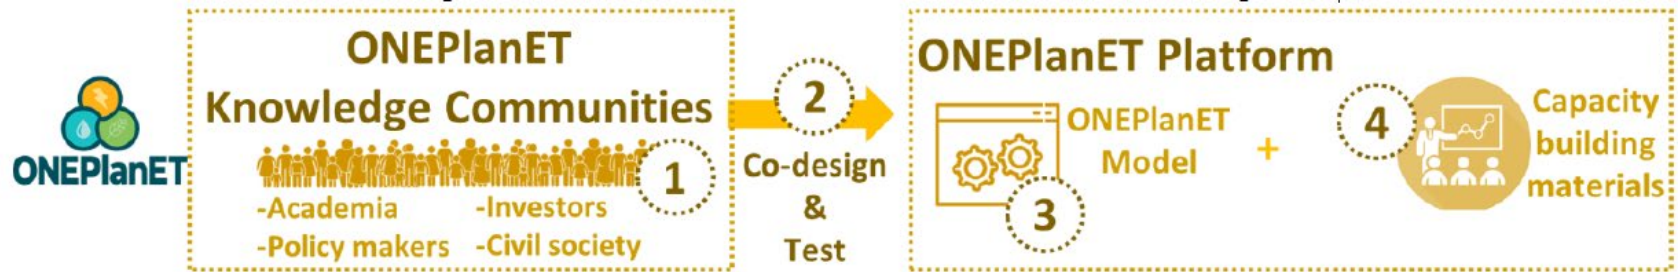 ONEPlanET
ONEPlanET
Knowledge Communities
1
-Academia
-Investors
-Policy makers
-Civil society
2
Co-design
&
Test
ONEPlanET Platform
3
ONEPlanET
Model
+
4
Capacity
building
materials